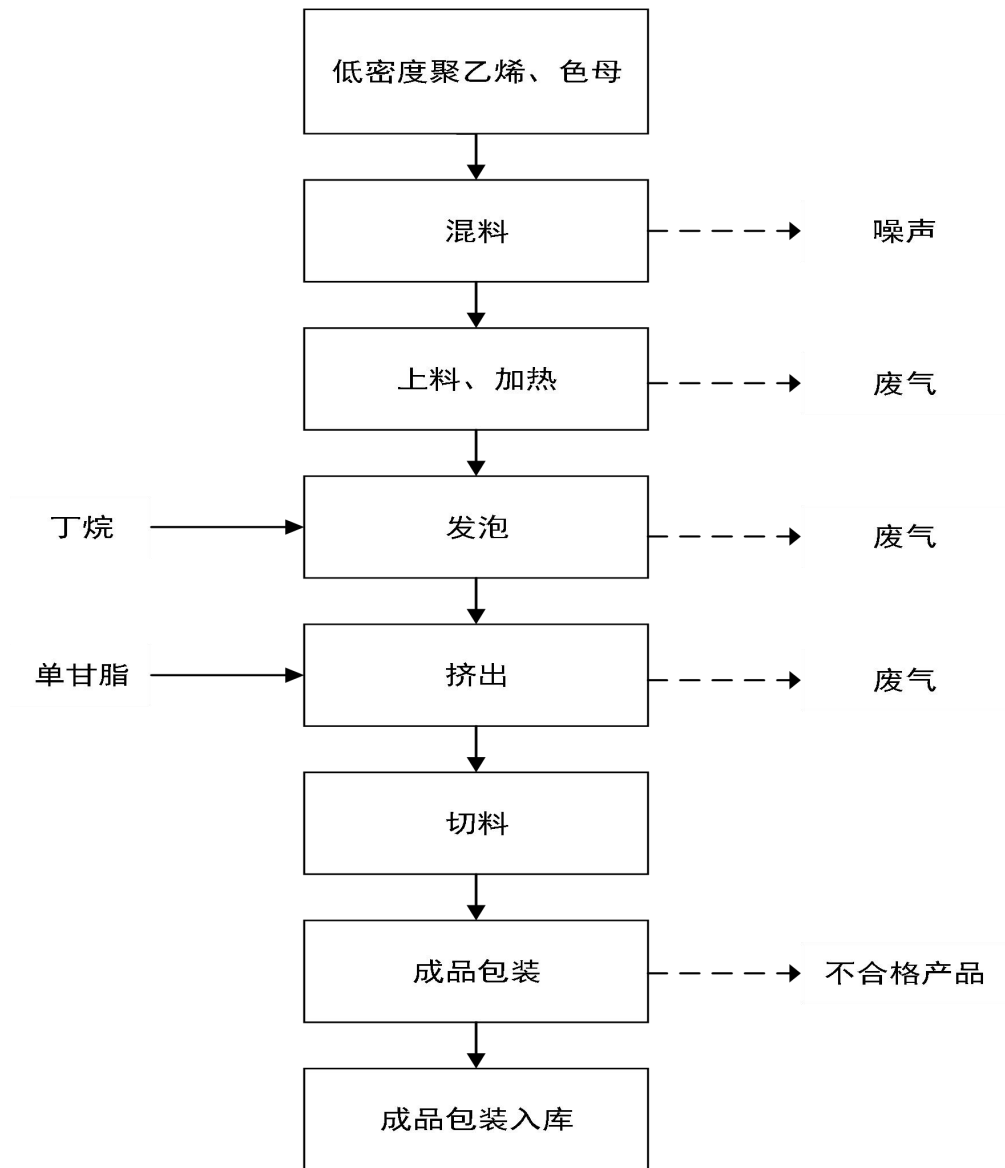 低密度聚乙烯、色母
混料
噪声
上料、加热
废气
丁烷
发泡
废气
单甘脂
挤出
废气
切料
成品包装
不合格产品
成品包装入库